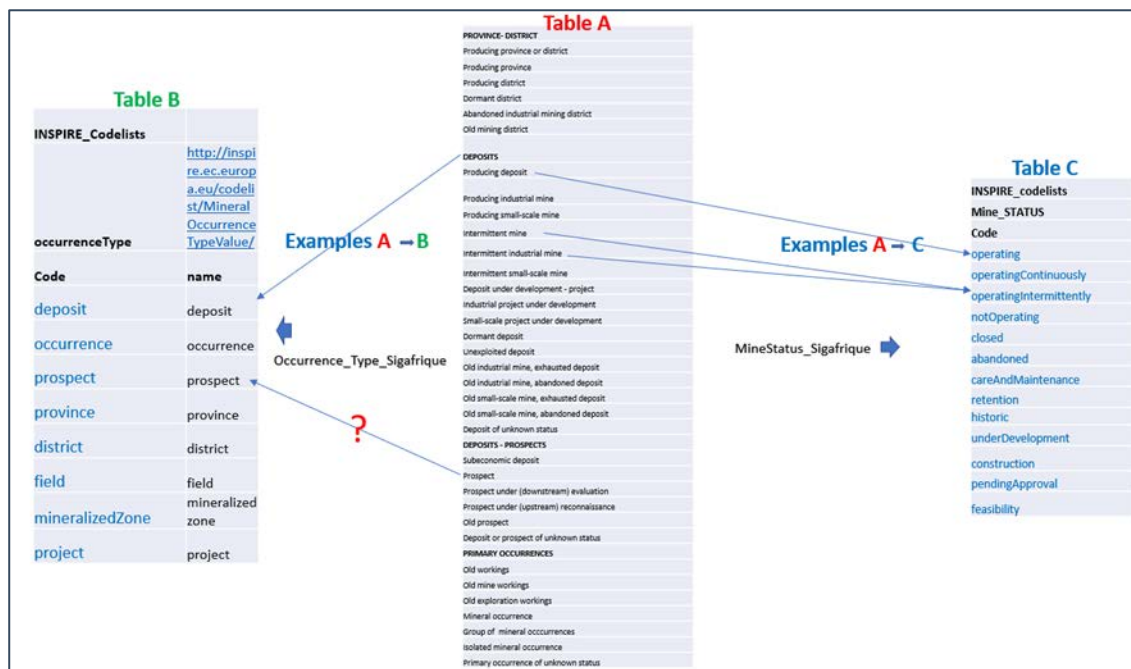 Table A
PROVINCE- DISTRICT
Producing province or district
Producing province
Producing district
Dormant district
Abandoned industrial mining district
Old mining district
DEPOSITS
Producing deposit
Producing industrial mine
Producing small-scale mine
Intermittent mine
Intermittent industrial mine
Intermittent small-scale mine
Deposit under development - project
Industrial project under development
Small-scale project under development
Dormant deposit
Unexploited deposit
Old industrial mine, exhausted deposit
Old industrial mine, abandoned deposit
Old small-scale mine, exhausted deposit
Old small-scale mine, abandoned deposit
Deposit of unknown status
DEPOSITS - PROSPECTS
Subeconomic deposit
Prospect
Prospect under (downstream) evaluation
Prospect under (upstream) reconnaissance
Old prospect
Deposit or prospect of unknown status
PRIMARY OCCURRENCES
Old workings
Old mine workings
Old exploration workings
Mineral occurrence
Group of mineral occcurrences
Isolated mineral occurrence
Primary occurrence of unknown status
Table B
INSPIRE_Codelists
http://inspi
re.ec.europ
a.eu/codeli
st/Mineral
Occurrence
occurrenceType TypeValue/
Code name
deposit deposit
occurrence occurrence
prospect prospect
province province
district district
field field
mineralizedZone mineralized
zone
project project
Examples A → B
Occurrence_Type_Sigafrique
?
Examples A → C
MineStatus_Sigafrique
Table C
INSPIRE_codelists
Mine_STATUS
Code
operating
operatingContinuously
operatingIntermittently
notOperating
closed
abandoned
careAndMaintenance
retention
historic
underDevelopment
construction
pendingApproval
feasibility